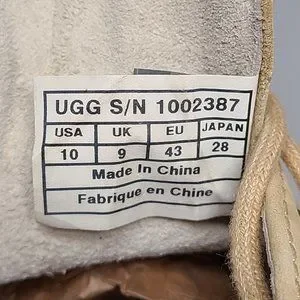 UGG S/N 1002387
USA UK EU JAPAN
10 9 43 28
Made In China
Fabrique en Chine